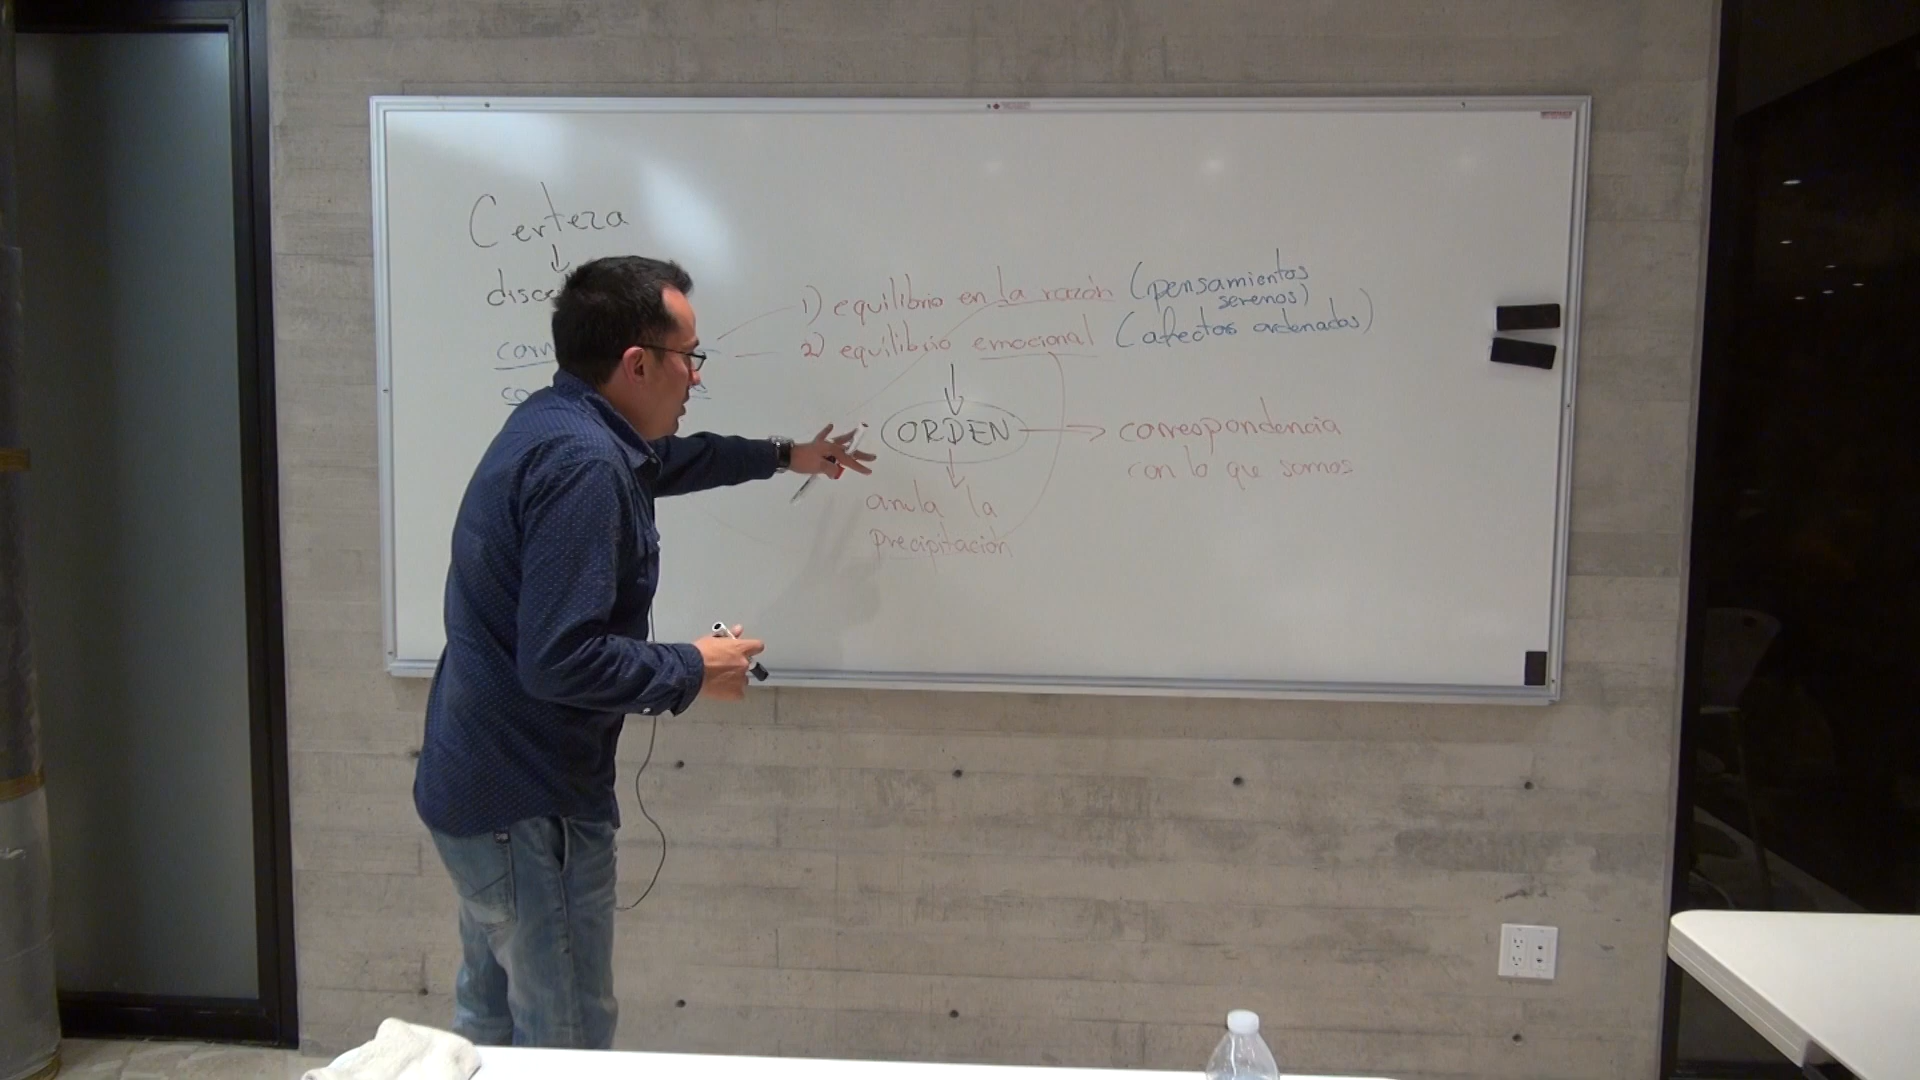 Certeza
1) equilibrio en la razón (pensamientos
serenos)
2) equilibrio emocional (afectos ordenados)
ORDEN
correspondencia
con lo que somos
anula la
precipitación